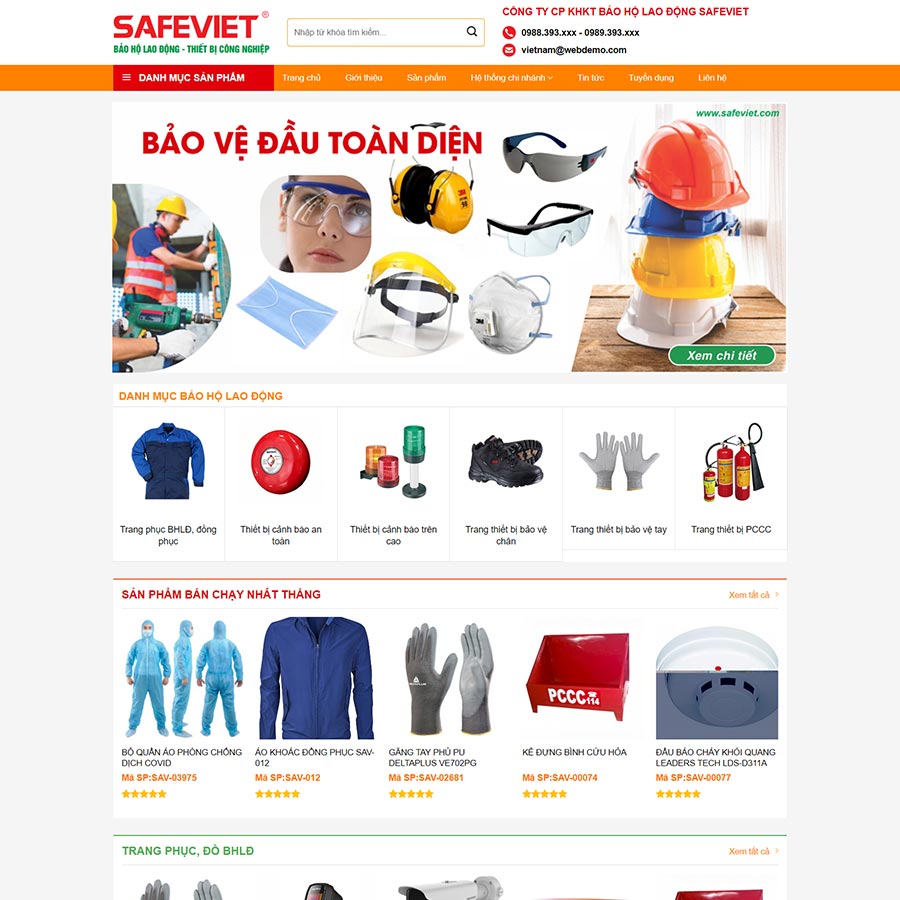 SAFEVIET®
BẢO HỘ LAO ĐỘNG - THIẾT BỊ CÔNG NGHIỆP
Nhập từ khóa tìm kiếm...
CÔNG TY CP KHKT BẢO HỘ LAO ĐỘNG SAFEVIET
0988.393.xxx - 0989.393.xxx
vietnam@webdemo.com
DANH MỤC SẢN PHẨM
Trang chủ
Giới thiệu
Sản phẩm
Hệ thống chi nhánh
Tin tức
Tuyển dụng
Liên hệ
www.safeviet.com
BẢO VỆ ĐẦU TOÀN DIỆN
3M
3M
Xem chi tiết
DANH MỤC BẢO HỘ LAO ĐỘNG
Trang phục BHLĐ, đồng
phục
Thiết bị cảnh báo an
toàn
Thiết bị cảnh báo trên
cao
Trang thiết bị bảo vệ
chân
Trang thiết bị bảo vệ tay
Trang thiết bị PCCC
SẢN PHẨM BÁN CHẠY NHẤT THÁNG
Xem tất cả
PCCC 114
BỘ QUẦN ÁO PHÒNG CHỐNG
DỊCH COVID
Mã SP:SAV-03975
ÁO KHOÁC ĐỒNG PHỤC SAV-
012
Mã SP:SAV-012
GĂNG TAY PHỦ PU
DELTAPLUS VE702PG
Mã SP:SAV-02681
KỆ ĐỰNG BÌNH CỨU HỎA
Mã SP:SAV-00074
ĐẦU BÁO CHÁY KHÓI QUANG
LEADERS TECH LDS-D311A
Mã SP:SAV-00077
TRANG PHỤC, ĐỒ BHLĐ
Xem tất cả